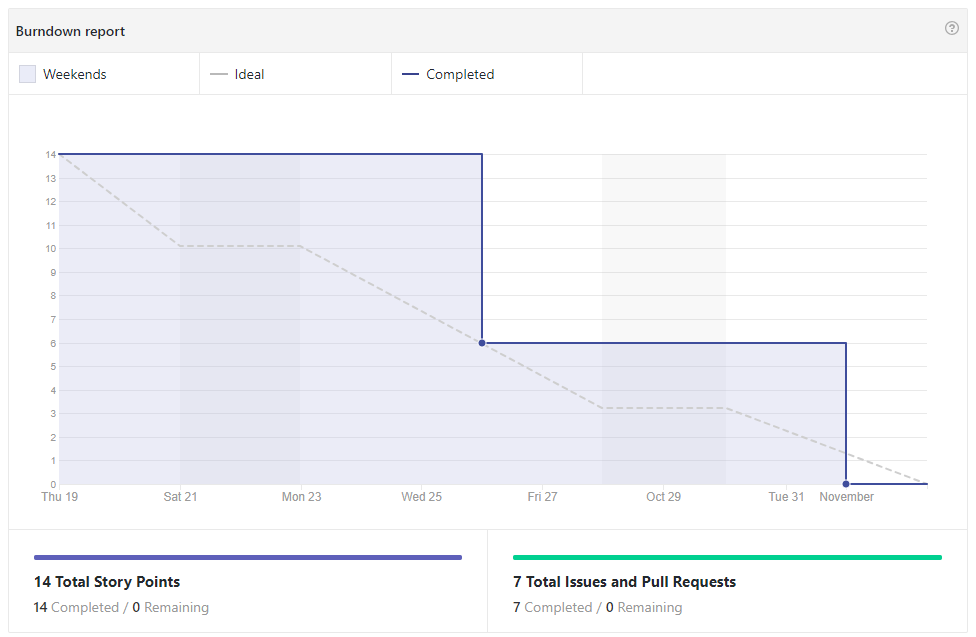 Burndown report
?
Weekends
Ideal
Completed
14
13
12
11
10
9
8
7
6
5
4
3
2
1
0
Thu 19 Sat 21 Mon 23 Wed 25 Fri 27 Oct 29 Tue 31 November
14 Total Story Points
14 Completed / 0 Remaining
7 Total Issues and Pull Requests
7 Completed / 0 Remaining